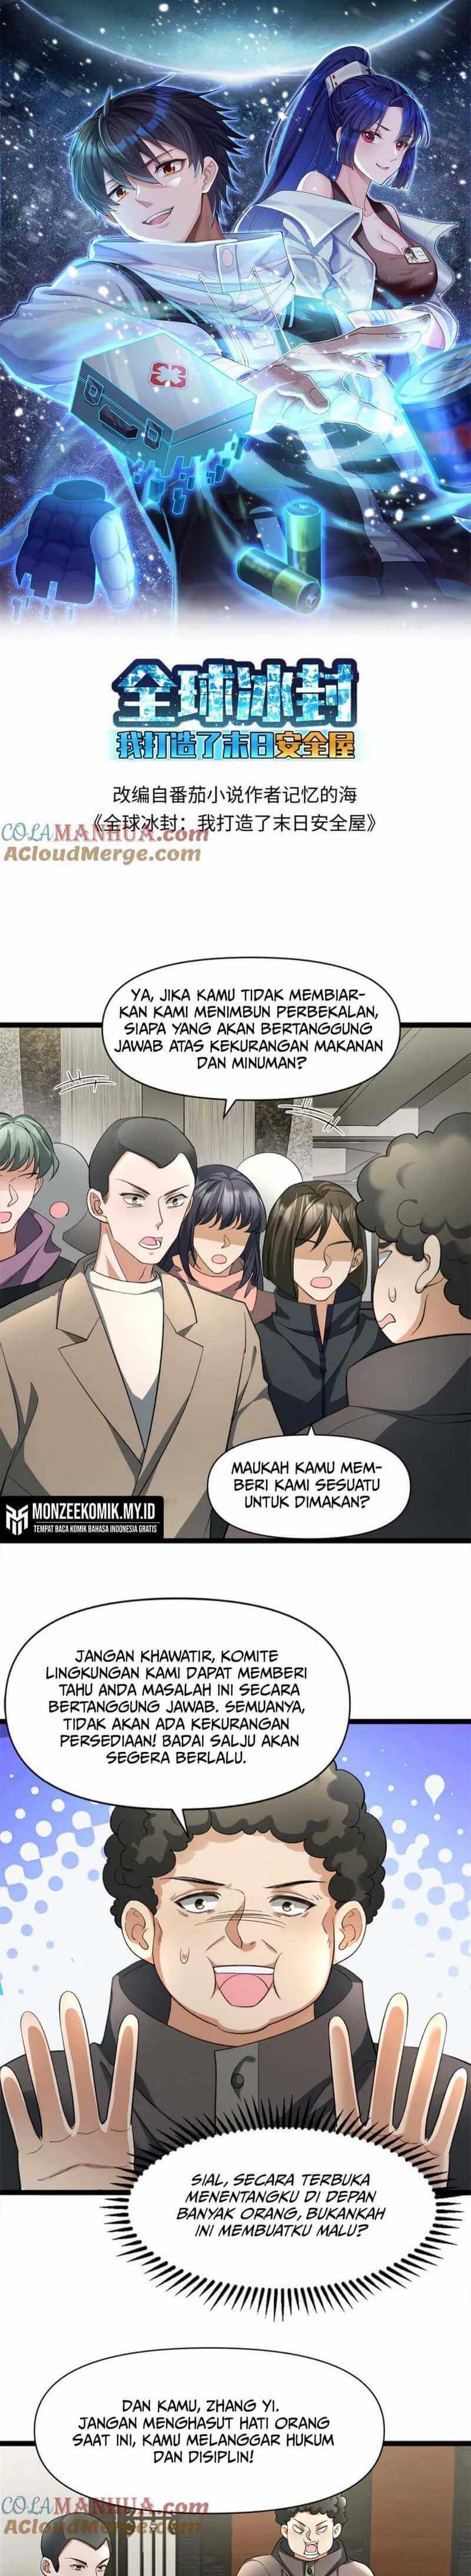 全球冰封
我打造了末日安全屋
改编自番茄小说作者记忆的海
《全球冰封：我打造了末日安全屋》
COLAMANHUA.COM
ACloudMerge.com
YA, JIKA KAMU TIDAK MEMBIAR-
KAN KAMI MENIMBUN PERBEKALAN,
SIAPA YANG AKAN BERTANGGUNG
JAWAB ATAS KEKURANGAN MAKANAN
DAN MINUMAN?
MAUKAH KAMU MEM-
BERI KAMI SESUATU
UNTUK DIMAKAN?
MONZEEKOMIK.MY.ID
TEMPAT BACA KOMIK BAHASA INDONESIA GRATIS
JANGAN KHAWATIR, KOMITE
LINGKUNGAN KAMI DAPAT MEMBERI
TAHU ANDA MASALAH INI SECARA
BERTANGGUNG JAWAB. SEMUANYA,
TIDAK AKAN ADA KEKURANGAN
PERSEDIAAN! BADAI SALJU AKAN
SEGERA BERLALU.
SIAL, SECARA TERBUKA
MENENTANGKU DI DEPAN
BANYAK ORANG, BUKANKAH
INI MEMBUATKU MALU?
DAN KAMU, ZHANG YI.
JANGAN MENGHASUT HATI ORANG
SAAT INI, KAMU MELANGGAR HUKUM
DAN DISIPLIN!
COLAMANHUA.COM
ACloudMerge.com